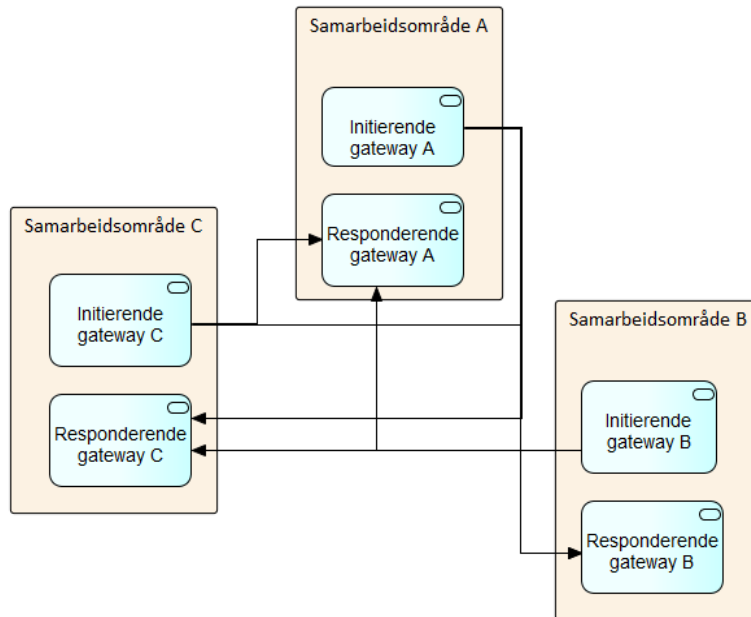 Samarbeidsområde A
Initierende
gateway A
Responderende
gateway A
Samarbeidsområde C
Initierende
gateway C
Responderende
gateway C
Samarbeidsområde B
Initierende
gateway B
Responderende
gateway B